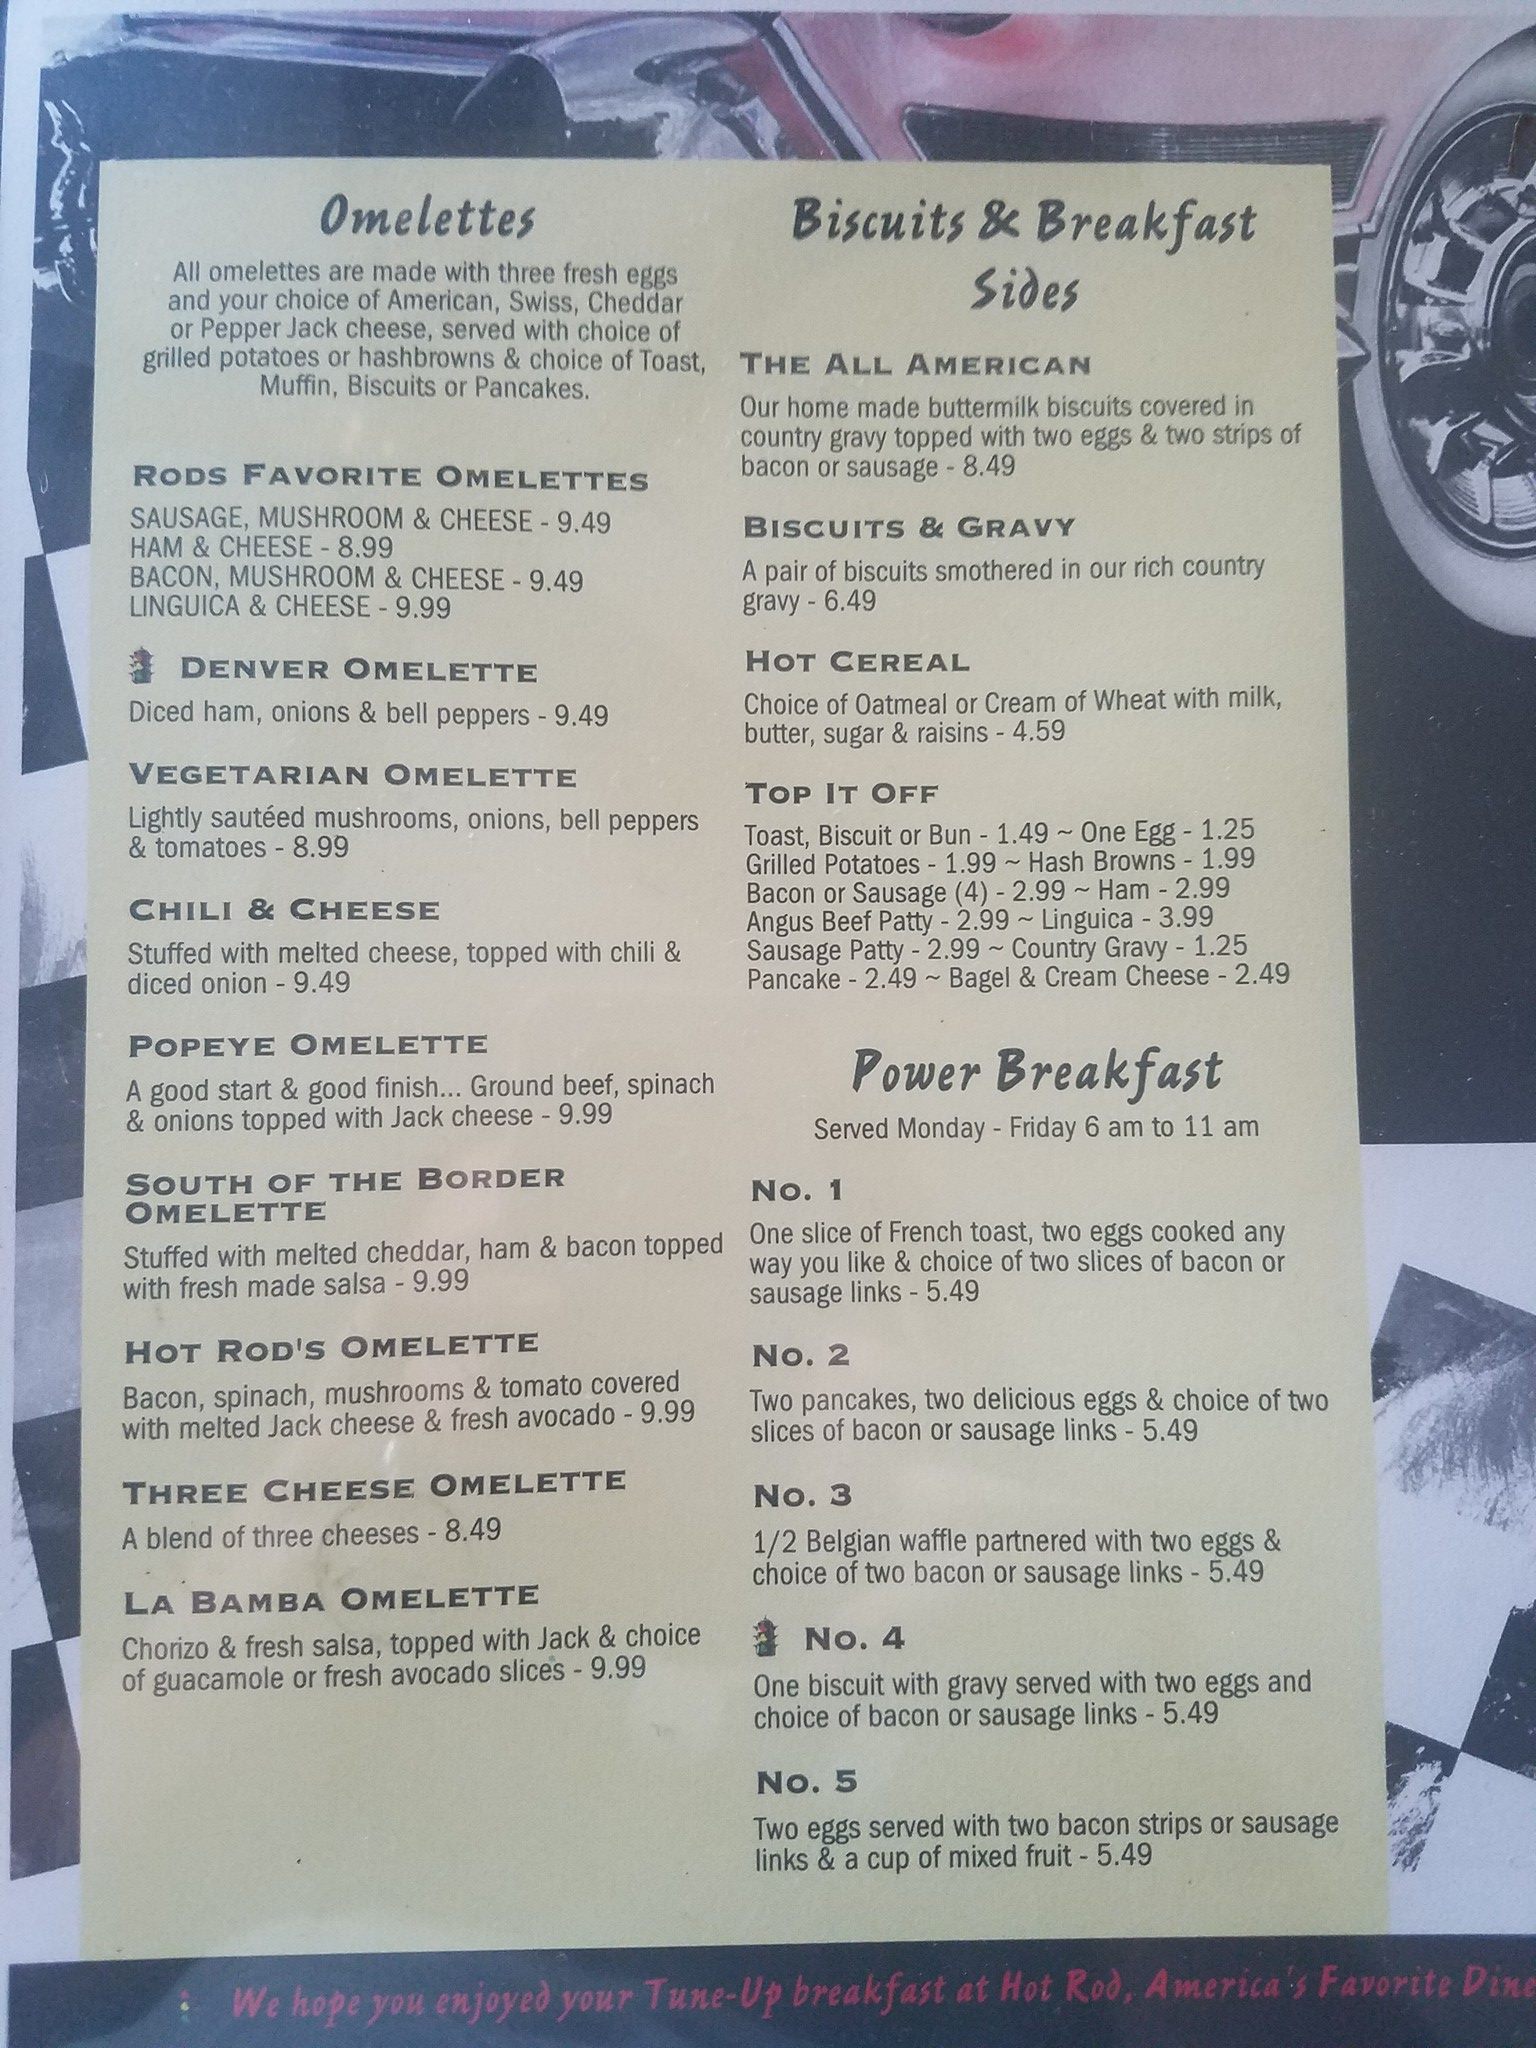 Omelettes
All omelettes are made with three fresh eggs
and your choice of American, Swiss, Cheddar
or Pepper Jack cheese, served with choice of
grilled potatoes or hashbrowns & choice of Toast,
Muffin, Biscuits or Pancakes.
RODS FAVORITE OMELETTES
SAUSAGE, MUSHROOM & CHEESE - 9.49
HAM & CHEESE - 8.99
BACON, MUSHROOM & CHEESE - 9.49
LINGUICA & CHEESE - 9.99
DENVER OMELETTE
Diced ham, onions & bell peppers - 9.49
VEGETARIAN OMELETTE
Lightly sautéed mushrooms, onions, bell peppers
& tomatoes - 8.99
CHILI & CHEESE
Stuffed with melted cheese, topped with chili &
diced onion - 9.49
POPEYE OMELETTE
A good start & good finish... Ground beef, spinach
& onions topped with Jack cheese - 9.99
SOUTH OF THE BORDER
OMELETTE
Stuffed with melted cheddar, ham & bacon topped
with fresh made salsa - 9.99
HOT ROD'S OMELETTE
Bacon, spinach, mushrooms & tomato covered
with melted Jack cheese & fresh avocado - 9.99
THREE CHEESE OMELETTE
A blend of three cheeses - 8.49
LA BAMBA OMELETTE
Chorizo & fresh salsa, topped with Jack & choice
of guacamole or fresh avocado slices - 9.99
Biscuits & Breakfast
Sides
THE ALL AMERICAN
Our home made buttermilk biscuits covered in
country gravy topped with two eggs & two strips of
bacon or sausage - 8.49
BISCUITS & GRAVY
A pair of biscuits smothered in our rich country
gravy - 6.49
HOT CEREAL
Choice of Oatmeal or Cream of Wheat with milk,
butter, sugar & raisins - 4.59
TOP IT OFF
Toast, Biscuit or Bun - 1.49 ~ One Egg - 1.25
Grilled Potatoes - 1.99 ~ Hash Browns - 1.99
Bacon or Sausage (4) - 2.99 ~ Ham - 2.99
Angus Beef Patty - 2.99 ~ Linguica - 3.99
Sausage Patty - 2.99 ~ Country Gravy - 1.25
Pancake - 2.49 ~ Bagel & Cream Cheese - 2.49
Power Breakfast
Served Monday - Friday 6 am to 11 am
No. 1
One slice of French toast, two eggs cooked any
way you like & choice of two slices of bacon or
sausage links - 5.49
No. 2
Two pancakes, two delicious eggs & choice of two
slices of bacon or sausage links - 5.49
No. 3
1/2 Belgian waffle partnered with two eggs &
choice of two bacon or sausage links - 5.49
No. 4
One biscuit with gravy served with two eggs and
choice of bacon or sausage links - 5.49
No. 5
Two eggs served with two bacon strips or sausage
links & a cup of mixed fruit - 5.49
We hope you enjoyed your Tune-Up breakfast at Hot Rod, America's Favorite Dine